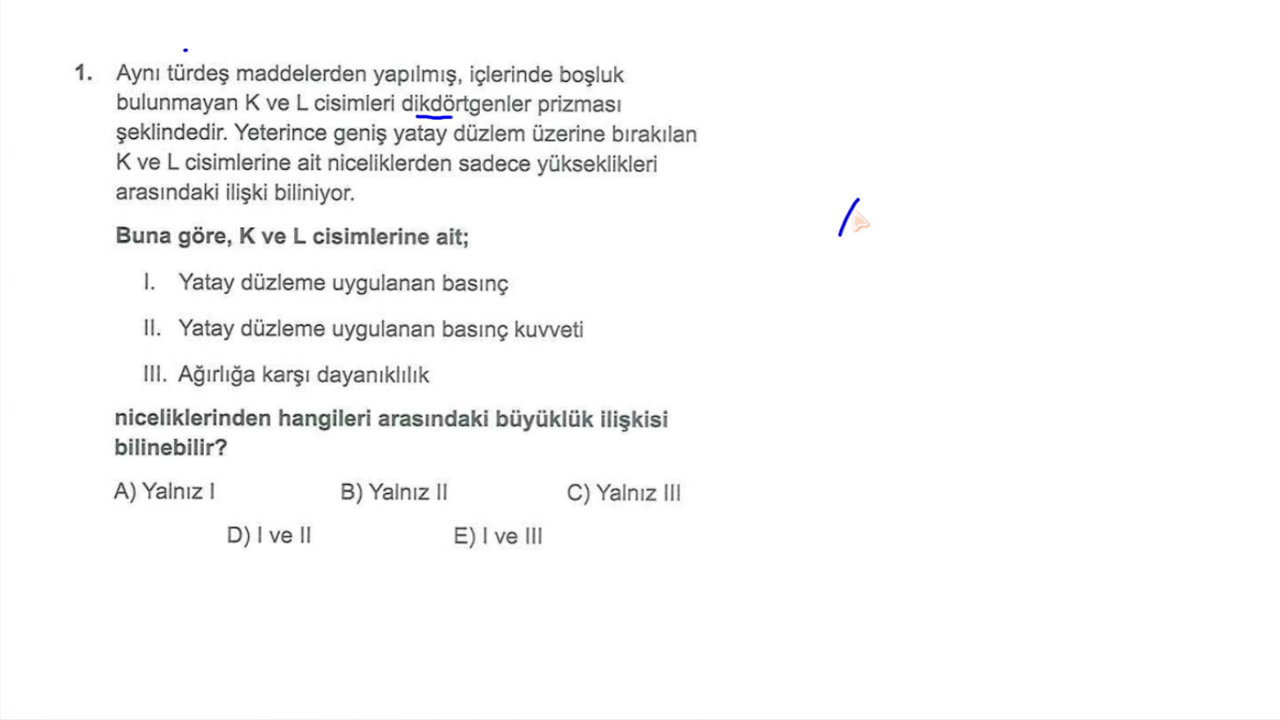 1. Aynı türdeş maddelerden yapılmış, içlerinde boşluk
bulunmayan K ve L cisimleri dikdörtgenler prizması
şeklindedir. Yeterince geniş yatay düzlem üzerine bırakılan
K ve L cisimlerine ait niceliklerden sadece yükseklikleri
arasındaki ilişki biliniyor.
Buna göre, K ve L cisimlerine ait;
I. Yatay düzleme uygulanan basınç
II. Yatay düzleme uygulanan basınç kuvveti
III. Ağırlığa karşı dayanıklılık
niceliklerinden hangileri arasındaki büyüklük ilişkisi
bilinebilir?
A) Yalnız I B) Yalnız II C) Yalnız III
D) I ve II E) I ve III